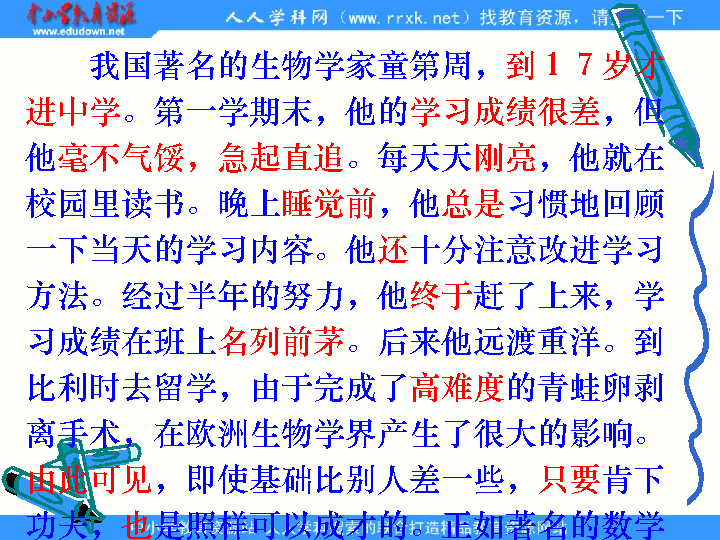 中小学教育资源站
www.edudown.net
人人学科网（www.rrxk.net）找教育资源，请 一下
我国著名的生物学家童第周，到１７岁才
进中学。第一学期末，他的学习成绩很差，但
他毫不气馁，急起直追。每天天刚亮，他就在
校园里读书。晚上睡觉前，他总是习惯地回顾
一下当天的学习内容。他还十分注意改进学习
方法。经过半年的努力，他终于赶了上来，学
习成绩在班上名列前茅。后来他远渡重洋。到
比利时去留学，由于完成了高难度的青蛙卵剥
离手术，在欧洲生物学界产生了很大的影响。
由此可见，即使基础比别人差一些，只要肯下
功夫，也是照样可以成才的。正如著名的数学